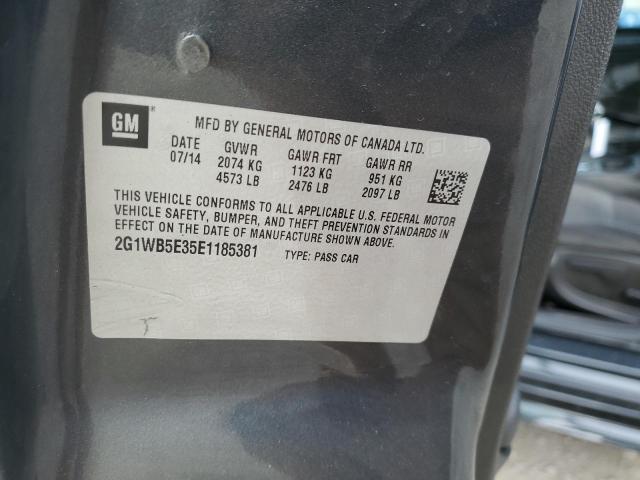 GM
MFD BY GENERAL MOTORS OF CANADA LTD.
DATE GVWR GAWR FRT GAWR RR
07/14 2074 KG 1123 KG 951 KG
4573 LB 2476 LB 2097 LB
THIS VEHICLE CONFORMS TO ALL APPLICABLE U.S. FEDERAL MOTOR
VEHICLE SAFETY, BUMPER, AND THEFT PREVENTION STANDARDS IN
EFFECT ON THE DATE OF MANUFACTURE SHOWN ABOVE.
2G1WB5E35E1185381 TYPE: PASS CAR